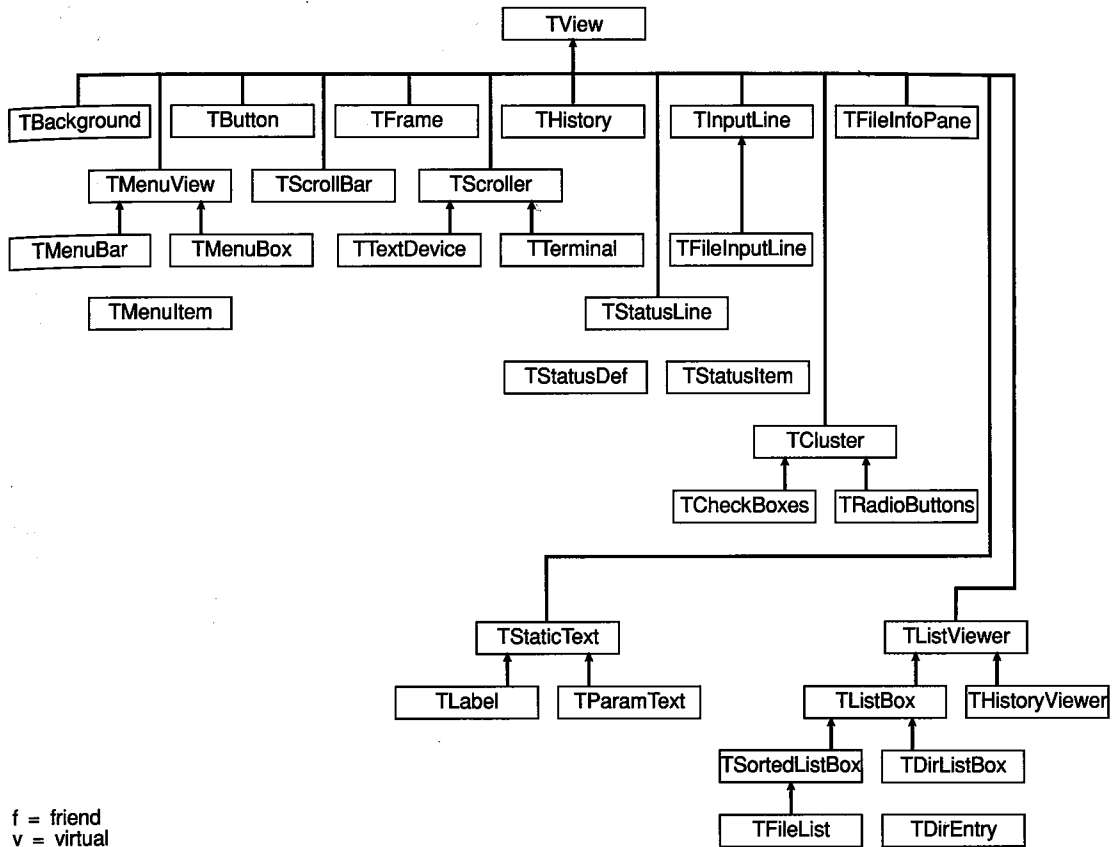 TView
TBackground
TButton
TFrame
THistory
TInputLine
TFileInfoPane
TMenuView
TScrollBar
TScroller
TMenuBar
TMenuBox
TTextDevice
TTerminal
TFileInputLine
TMenuItem
TStatusLine
TStatusDef
TStatusItem
TCluster
TCheckBoxes
TRadioButtons
TStaticText
TListViewer
TLabel
TParamText
TListBox
THistoryViewer
TSortedListBox
TDirListBox
TFileList
TDirEntry
f = friend
v = virtual